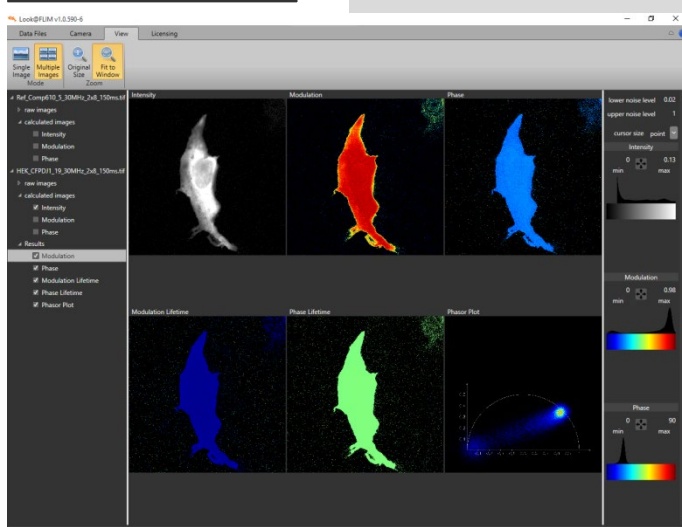 Look@FLIM v1.0.590-6
Data Files Camera View Licensing
Single Image
Multiple Images
Original Size
Fit to Window
Mode
Zoom
Ref_Comp610_5_30MHz_2x8_150ms.tif
raw images
calculated images
Intensity
Modulation
Phase
HEK_CFPDJ1_19_30MHz_2x8_150ms.tif
raw images
calculated images
Intensity
Modulation
Phase
Results
Modulation
Phase
Modulation Lifetime
Phase Lifetime
Phasor Plot
Intensity
Modulation
Phase
Modulation Lifetime
Phase Lifetime
Phasor Plot
lower noise level 0.02
upper noise level 1
cursor size point
Intensity
0 0.13
min max
Modulation
0 0.98
min max
Phase
0 90
min max